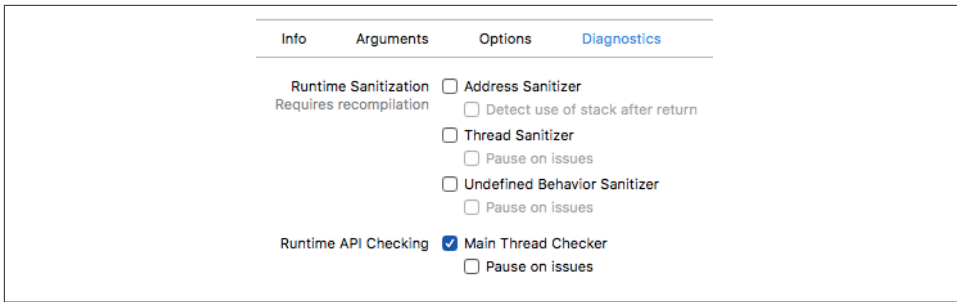 Info Arguments Options Diagnostics
Runtime Sanitization Address Sanitizer
Requires recompilation Detect use of stack after return
Thread Sanitizer
Pause on issues
Undefined Behavior Sanitizer
Pause on issues
Runtime API Checking Main Thread Checker
Pause on issues